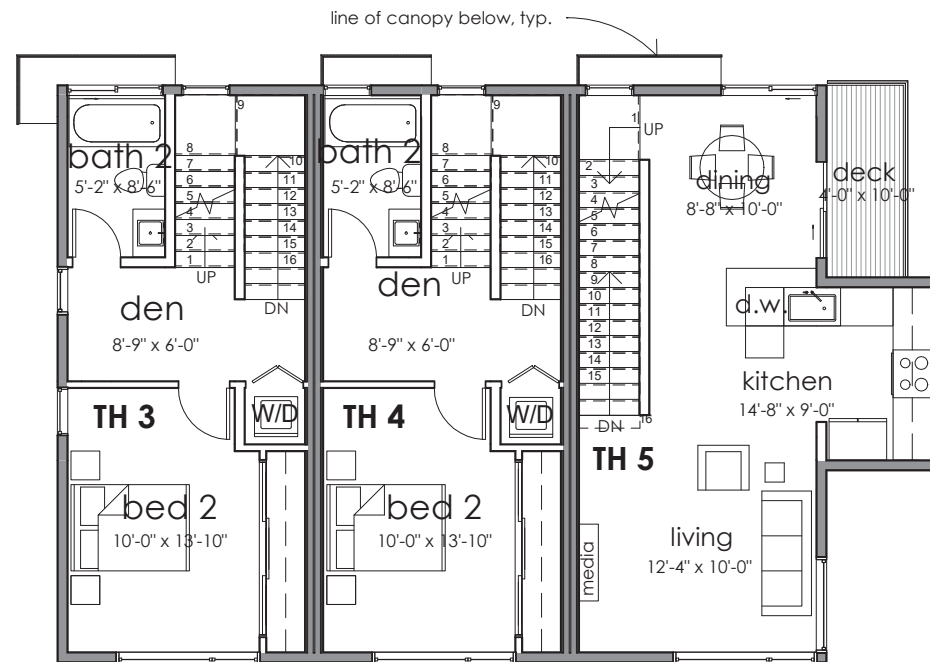 line of canopy below, typ.
bath 2
5'-2" x 8'-6"
9
8
7
6
5
4
3
2
1
UP
10
11
12
13
14
15
16
DN
den
8'-9" x 6'-0"
TH 3
W/D
bed 2
10'-0" x 13'-10"
bath 2
5'-2" x 8'-6"
9
8
7
6
5
4
3
2
1
UP
10
11
12
13
14
15
16
DN
den
8'-9" x 6'-0"
TH 4
W/D
bed 2
10'-0" x 13'-10"
1
UP
2
3
4
5
6
7
8
9
10
11
12
13
14
15
16
DN
TH 5
dining
8'-8" x 10'-0"
deck
4'-0" x 10'-0"
d.w.
kitchen
14'-8" x 9'-0"
living
12'-4" x 10'-0"
media